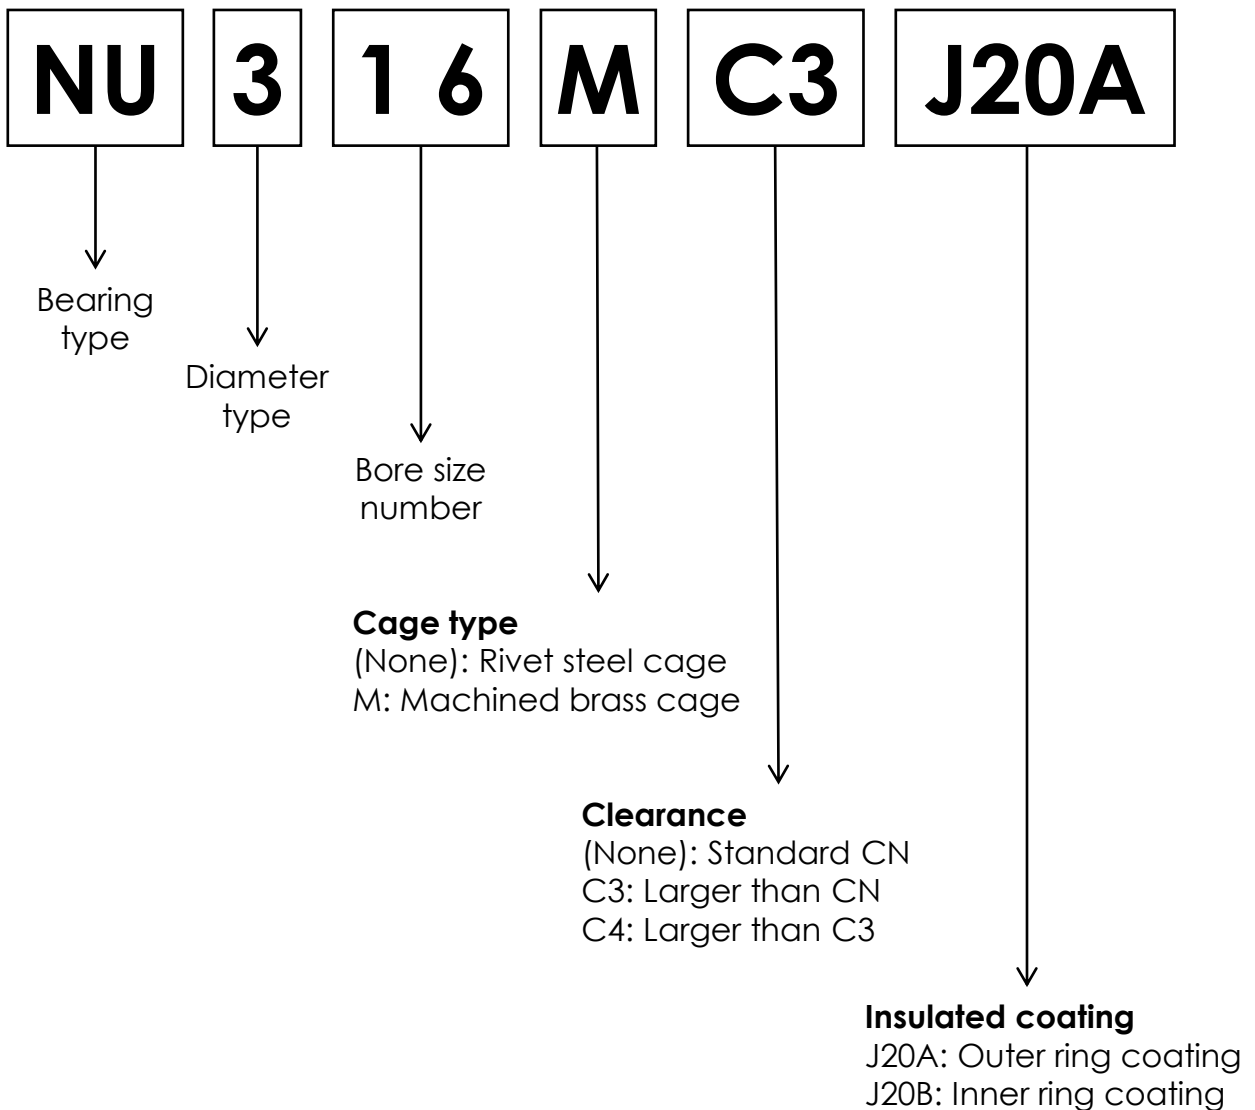 NU 3 1 6 M C3 J20A
Bearing
type
Diameter
type
Bore size
number
Cage type
(None): Rivet steel cage
M: Machined brass cage
Clearance
(None): Standard CN
C3: Larger than CN
C4: Larger than C3
Insulated coating
J20A: Outer ring coating
J20B: Inner ring coating